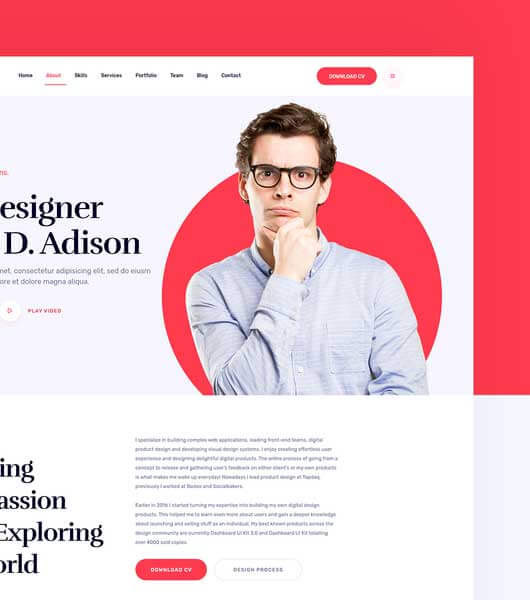 Home About Skills Services Portfolio Team Blog Contact DOWNLOAD CV
esigner
D. Adison
met, consectetur adipisicing elit, sed do eiusm
ore et dolore magna aliqua.
PLAY VIDEO
I specialize in building complex web applications, leading front-end teams, digital
product design and developing visual design systems. I enjoy creating effortless user
experience and designing delightful digital products. The entire process of going from a
concept to release and gathering user's feedback on either client's or my own products
is what makes me wake up everyday! Nowadays I lead product design at Toptaq
previously I worked at Boxes and Socialbakers.
Earlier in 2016 I started turning my expertise into building my own digital design
products. This helped me to learn even more about users and gain a deeper knowledge
about launching and selling stuff as an individual. My best known products across the
design community are currently Dashboard UI Kit 3.0 and Dashboard UI Kit totaling
over 4000 sold copies.
ing
assion
Exploring
orld
DOWNLOAD CV DESIGN PROCESS